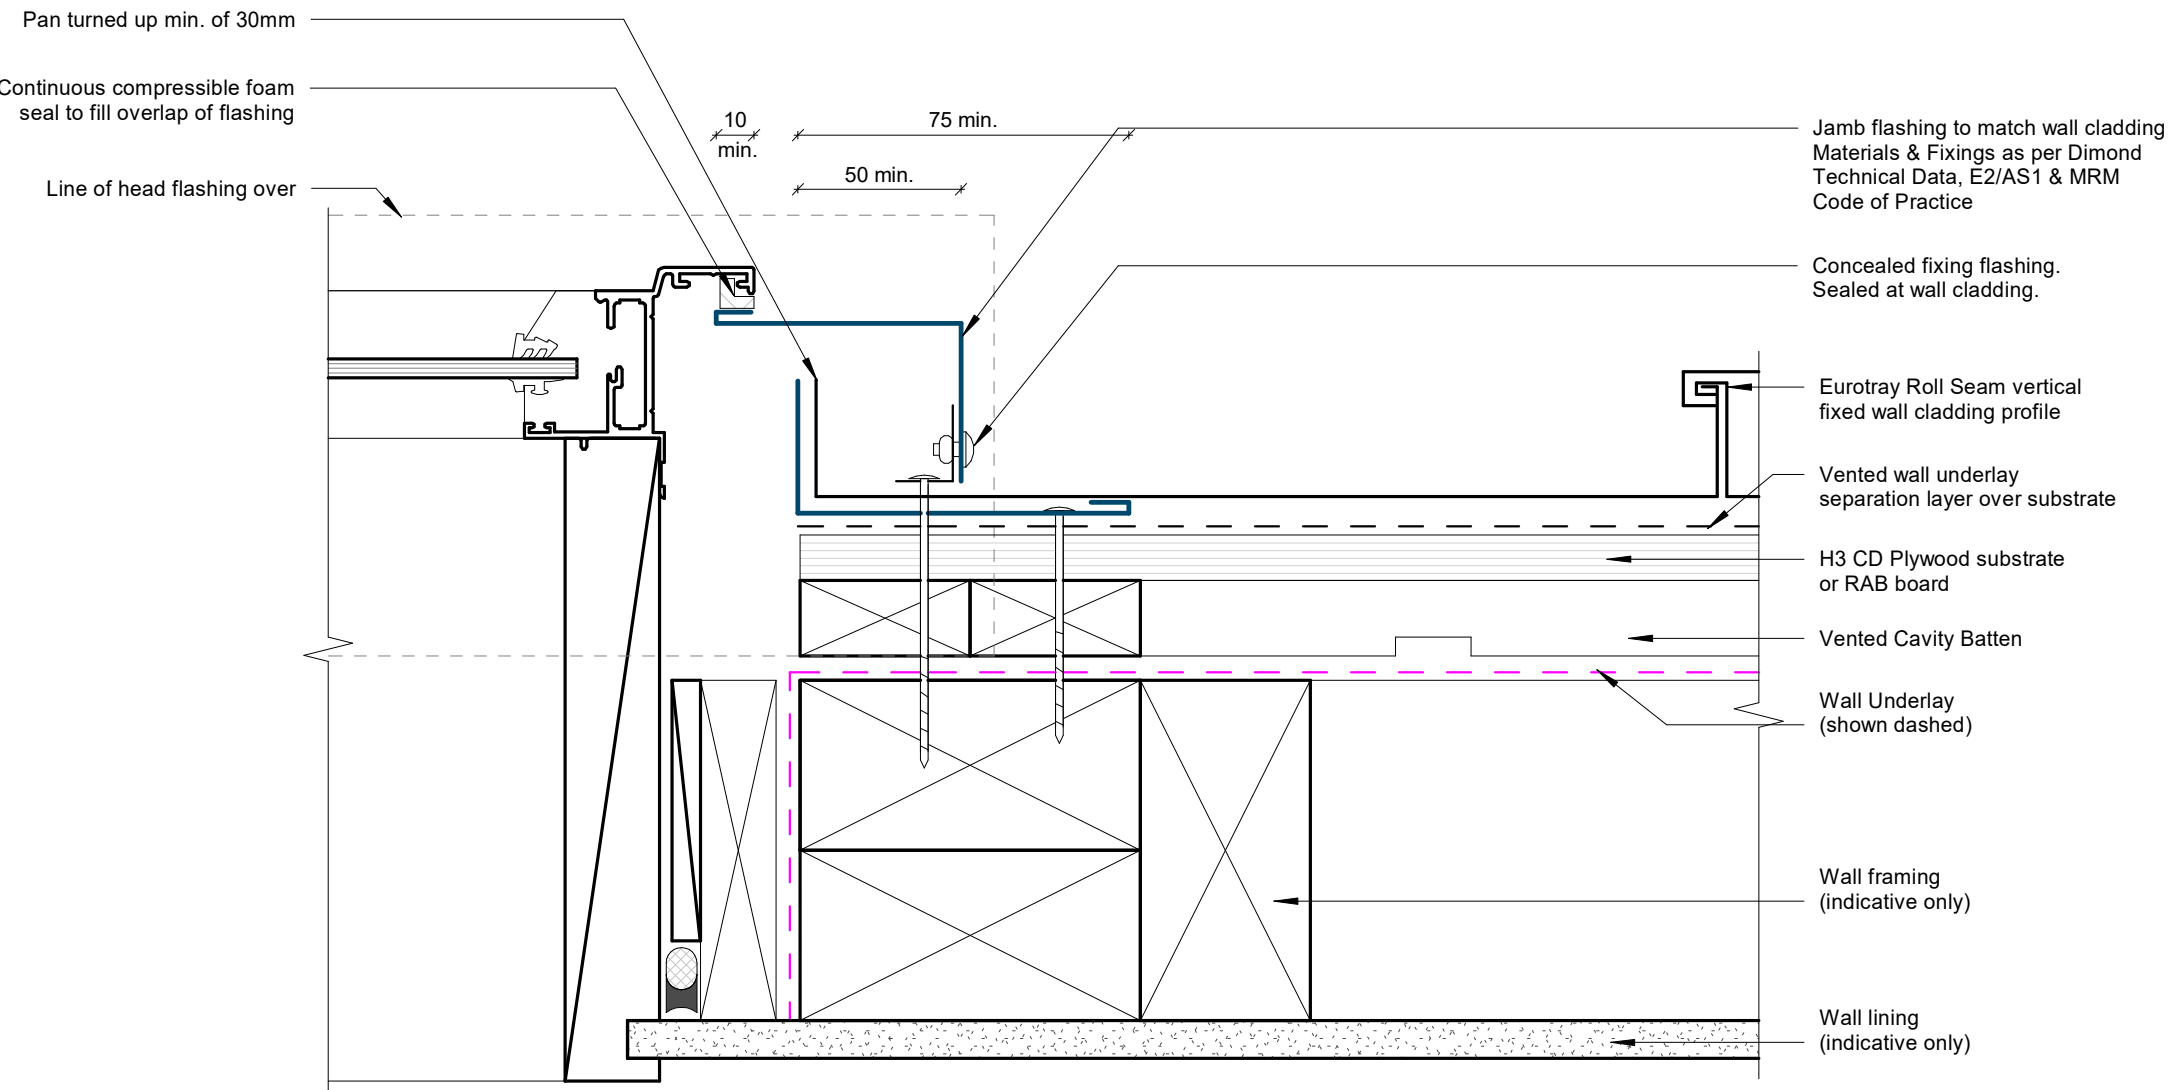 Pan turned up min. of 30mm
Continuous compressible foam
seal to fill overlap of flashing
Line of head flashing over
10
min.
75 min.
50 min.
Jamb flashing to match wall cladding
Materials & Fixings as per Dimond
Technical Data, E2/AS1 & MRM
Code of Practice
Concealed fixing flashing.
Sealed at wall cladding.
Eurotray Roll Seam vertical
fixed wall cladding profile
Vented wall underlay
separation layer over substrate
H3 CD Plywood substrate
or RAB board
Vented Cavity Batten
Wall Underlay
(shown dashed)
Wall framing
(indicative only)
Wall lining
(indicative only)